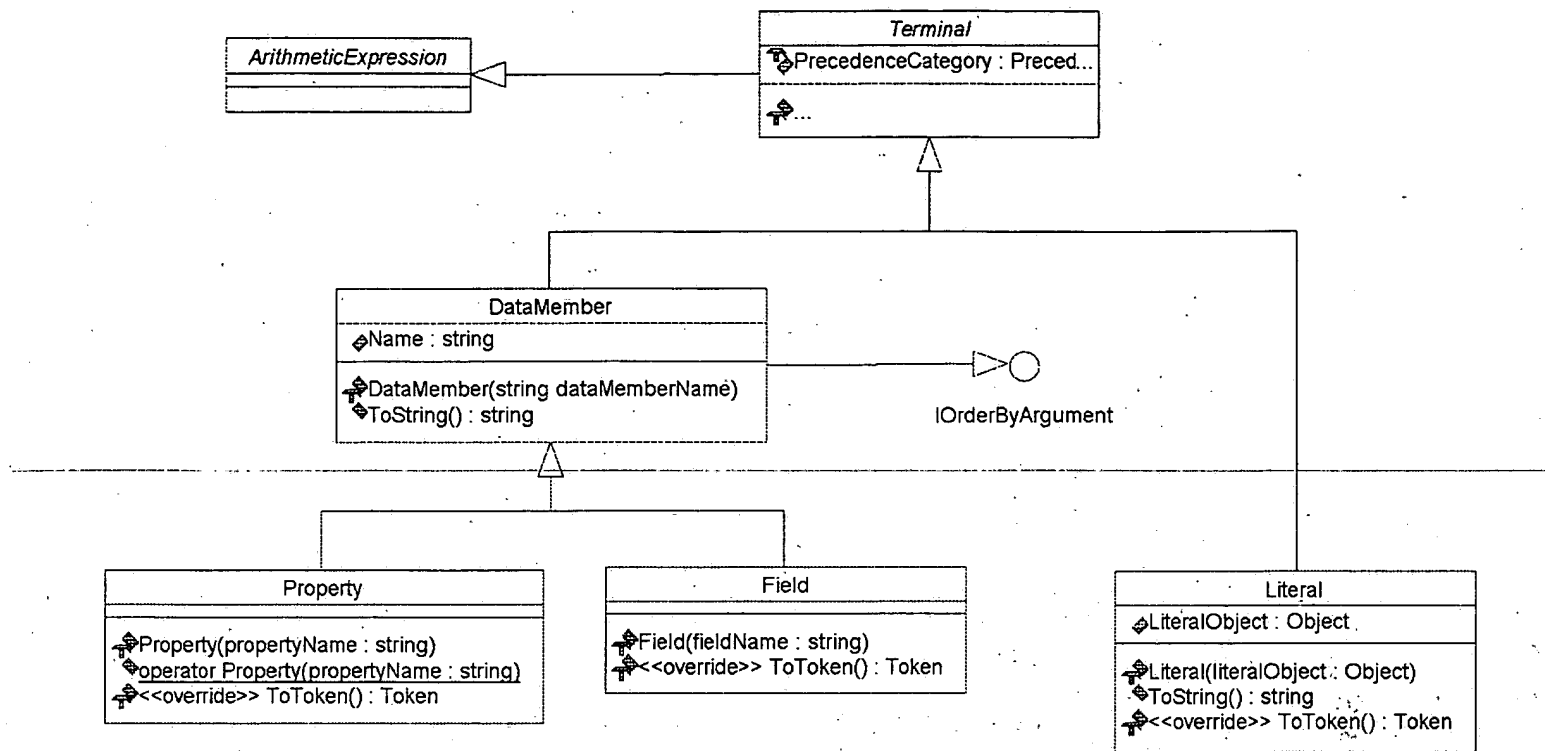 ArithmeticExpression
Terminal
PrecedenceCategory : Preced...
...
DataMember
Name : string
DataMember(string dataMemberName)
ToString() : string
IOrderByArgument
Property
Property(propertyName : string)
operator Property(propertyName : string)
<<override>> ToToken() : Token
Field
Field(fieldName : string)
<<override>> ToToken() : Token
Literal
LiteralObject : Object
Literal(literalObject : Object)
ToString() : string
<<override>> ToToken() : Token